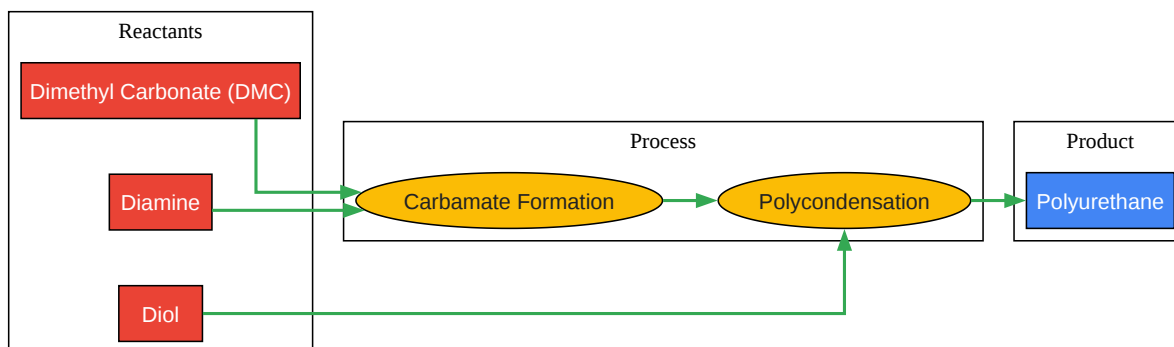 Reactants
Dimethyl Carbonate (DMC)
Diamine
Diol
Process
Carbamate Formation
Polycondensation
Product
Polyurethane